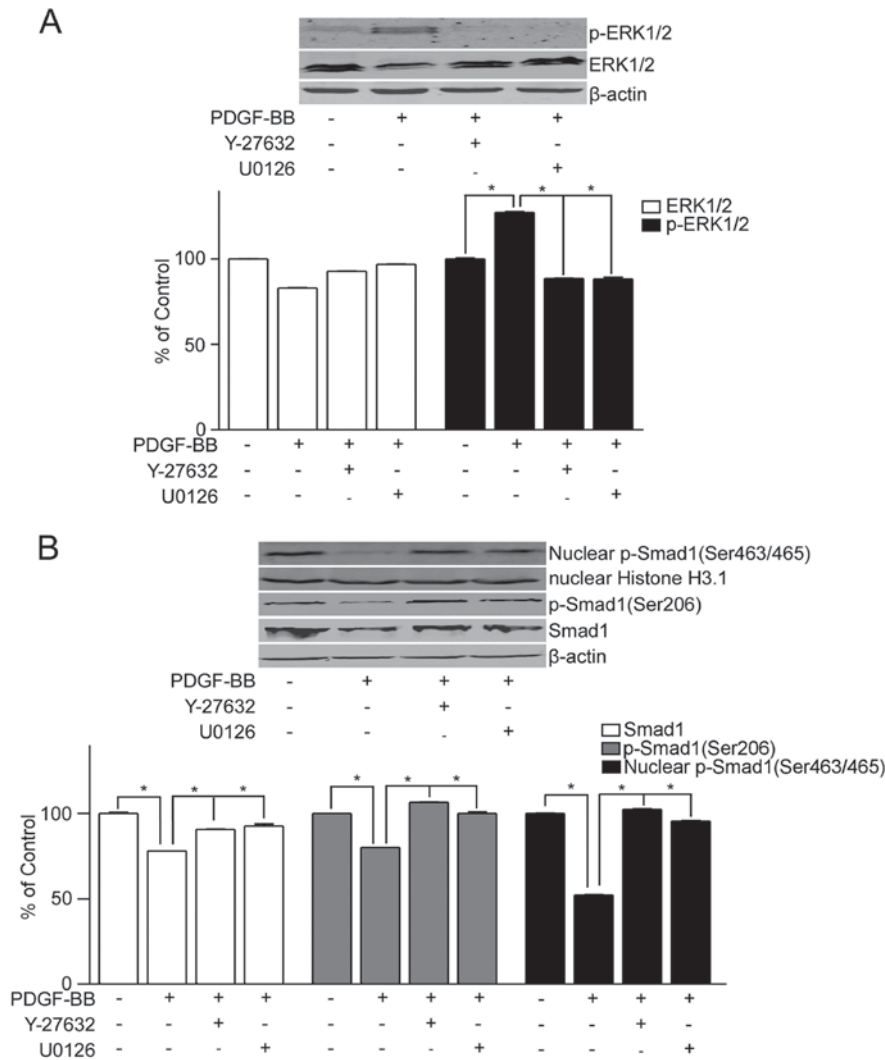 A
p-ERK1/2
ERK1/2
β-actin
PDGF-BB - + + +
Y-27632 - - + -
U0126 - - - +
* * *
ERK1/2
p-ERK1/2
% of Control
100
50
0
PDGF-BB - + + + - + + +
Y-27632 - - + - - - + -
U0126 - - - + - - - +
B
Nuclear p-Smad1(Ser463/465)
nuclear Histone H3.1
p-Smad1(Ser206)
Smad1
β-actin
PDGF-BB - + + +
Y-27632 - - + -
U0126 - - - +
Smad1
p-Smad1(Ser206)
Nuclear p-Smad1(Ser463/465)
* * * * * * * * *
% of Control
100
50
0
PDGF-BB - + + + - + + + - + + +
Y-27632 - - + - - - + - - - + -
U0126 - - - + - - - + - - - +